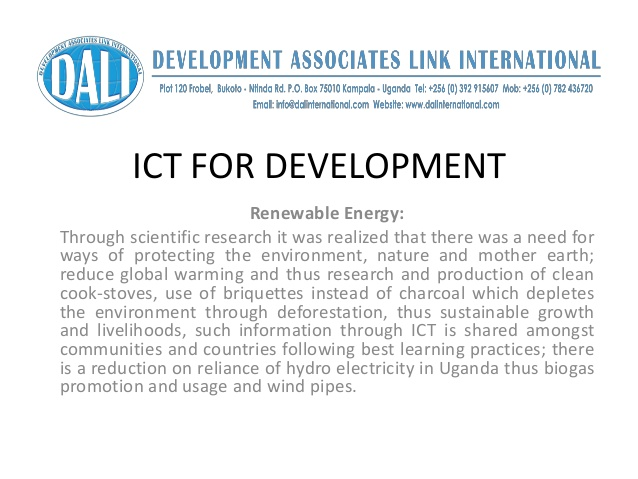 DEVELOPMENT ASSOCIATES LINK INTERNATIONAL
DALI
DEVELOPMENT ASSOCIATES LINK INTERNATIONAL
Plot 120 Frobel, Bukoto - Ntinda Rd. P.O. Box 75010 Kampala - Uganda Tel: +256 (0) 392 915607 Mob: +256 (0) 782 436720
Email: info@dalinternational.com Website: www.dalinternational.com
ICT FOR DEVELOPMENT
Renewable Energy:
Through scientific research it was realized that there was a need for
ways of protecting the environment, nature and mother earth;
reduce global warming and thus research and production of clean
cook-stoves, use of briquettes instead of charcoal which depletes
the environment through deforestation, thus sustainable growth
and livelihoods, such information through ICT is shared amongst
communities and countries following best learning practices; there
is a reduction on reliance of hydro electricity in Uganda thus biogas
promotion and usage and wind pipes.